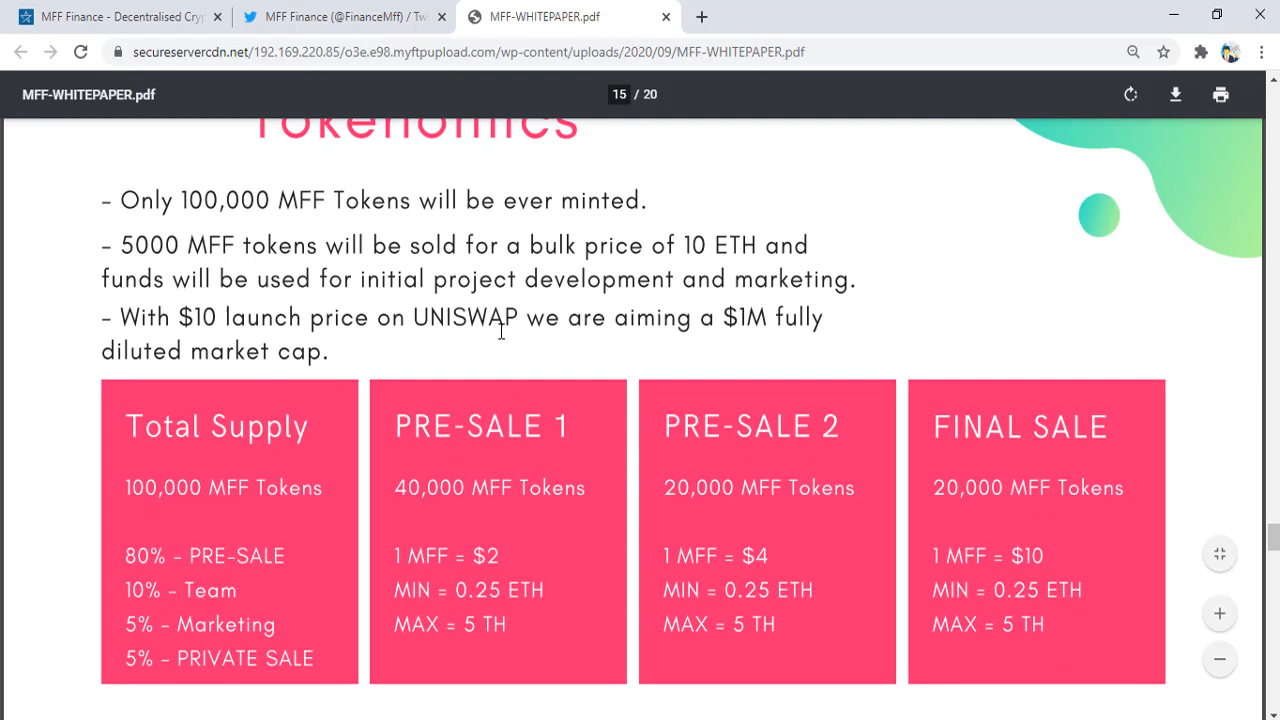 MFF Finance - Decentralised Cry
MFF Finance (@FinanceMff) / Tw
MFF-WHITEPAPER.pdf
secureservercdn.net/192.169.220.85/o3e.e98.myftpupload.com/wp-content/uploads/2020/09/MFF-WHITEPAPER.pdf
MFF-WHITEPAPER.pdf
15 / 20
Tokenomics
- Only 100,000 MFF Tokens will be ever minted.
- 5000 MFF tokens will be sold for a bulk price of 10 ETH and
funds will be used for initial project development and marketing.
- With $10 launch price on UNISWAP we are aiming a $1M fully
diluted market cap.
Total Supply
100,000 MFF Tokens
80% - PRE-SALE
10% - Team
5% - Marketing
5% - PRIVATE SALE
PRE-SALE 1
40,000 MFF Tokens
1 MFF = $2
MIN = 0.25 ETH
MAX = 5 TH
PRE-SALE 2
20,000 MFF Tokens
1 MFF = $4
MIN = 0.25 ETH
MAX = 5 TH
FINAL SALE
20,000 MFF Tokens
1 MFF = $10
MIN = 0.25 ETH
MAX = 5 TH